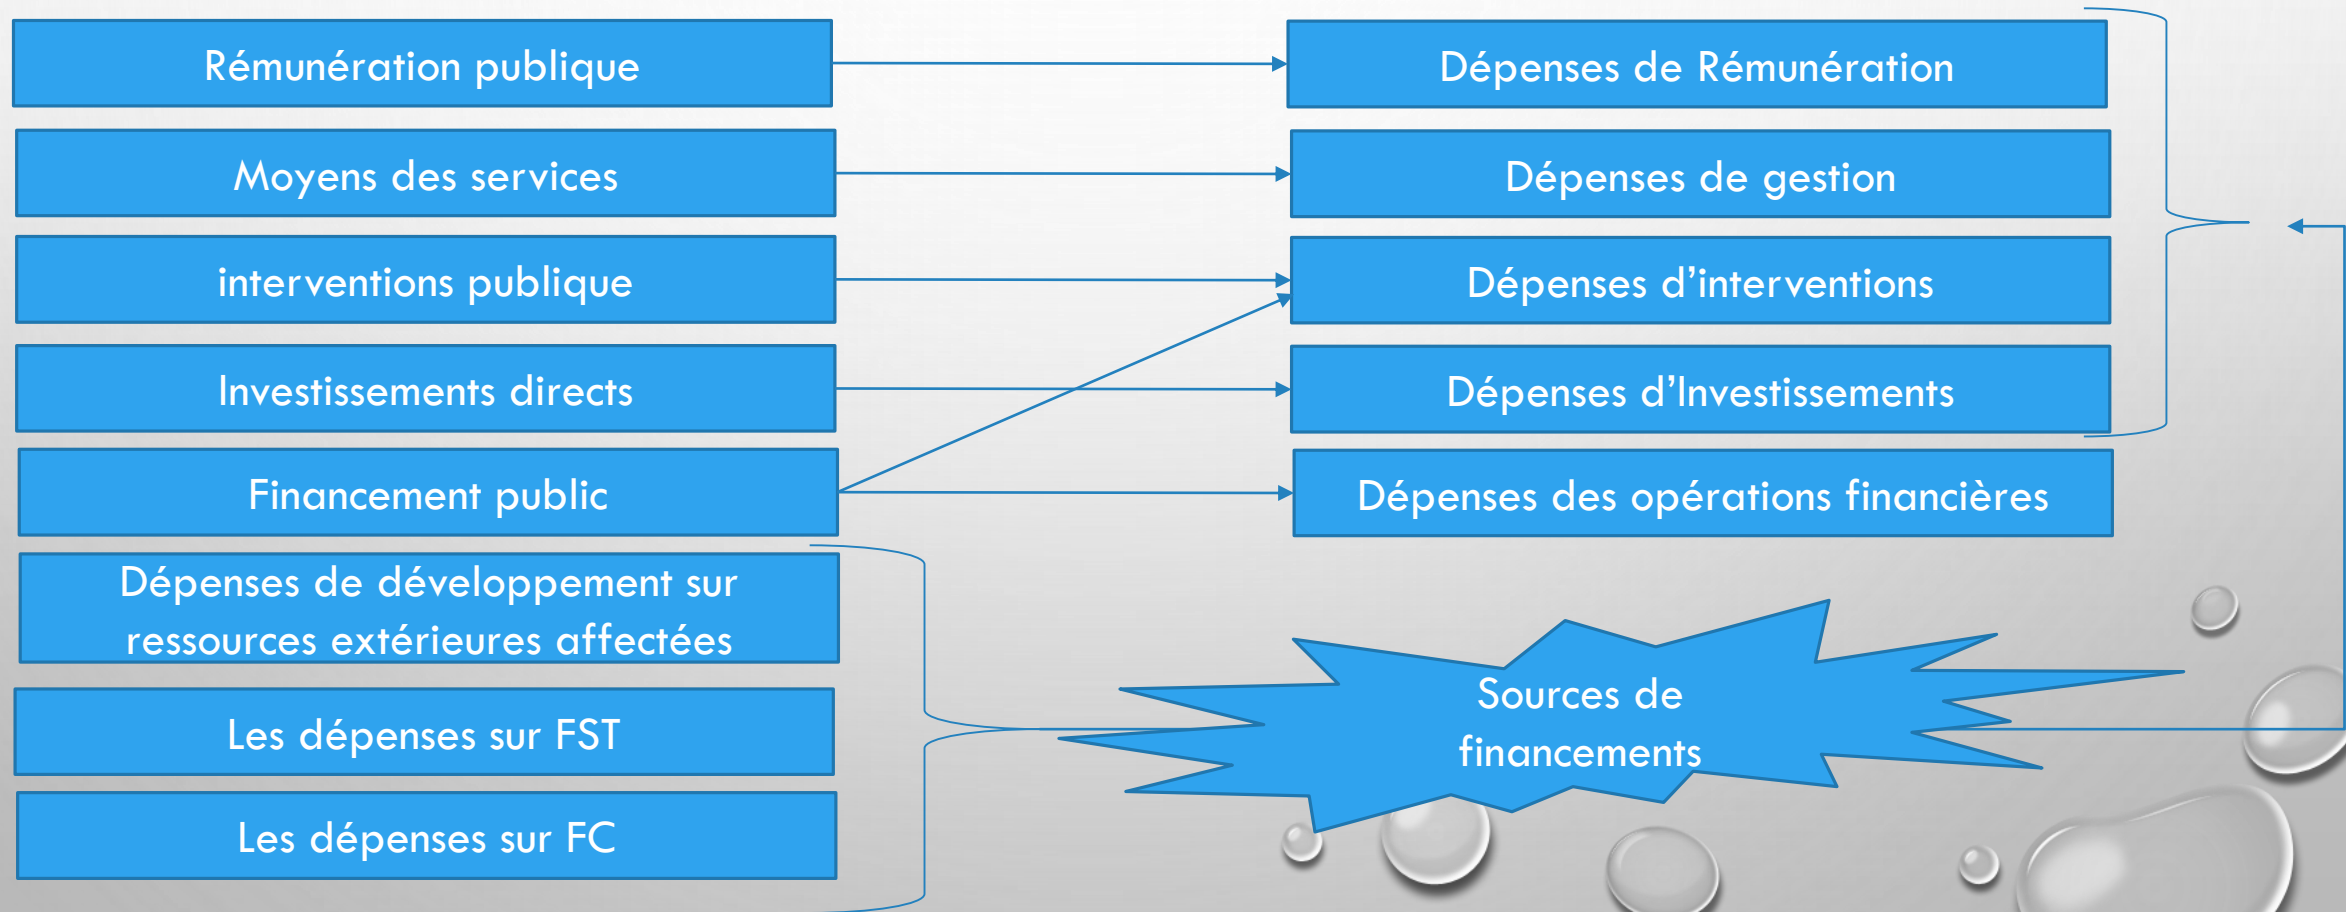 Rémunération publique
Dépenses de Rémunération
Moyens des services
Dépenses de gestion
interventions publique
Dépenses d’interventions
Investissements directs
Dépenses d’Investissements
Financement public
Dépenses des opérations financières
Dépenses de développement sur
ressources extérieures affectées
Sources de
financements
Les dépenses sur FST
Les dépenses sur FC